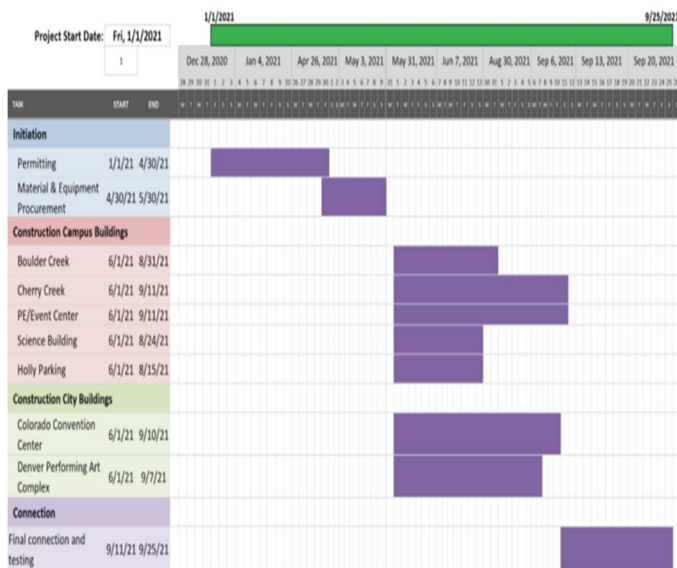 1/1/2021 9/25/2021
Project Start Date: Fri, 1/1/2021
1
Dec 28, 2020 Jan 4, 2021 Apr 26, 2021 May 3, 2021 May 31, 2021 Jun 7, 2021 Aug 30, 2021 Sep 6, 2021 Sep 13, 2021 Sep 20, 2021
TASK START END
Initiation
Permitting 1/1/21 4/30/21
Material & Equipment
Procurement 4/30/21 5/30/21
Construction Campus Buildings
Boulder Creek 6/1/21 8/31/21
Cherry Creek 6/1/21 9/11/21
PE/Event Center 6/1/21 9/11/21
Science Building 6/1/21 8/24/21
Holly Parking 6/1/21 8/15/21
Construction City Buildings
Colorado Convention
Center 6/1/21 9/10/21
Denver Performing Art
Complex 6/1/21 9/7/21
Connection
Final connection and
testing 9/11/21 9/25/21